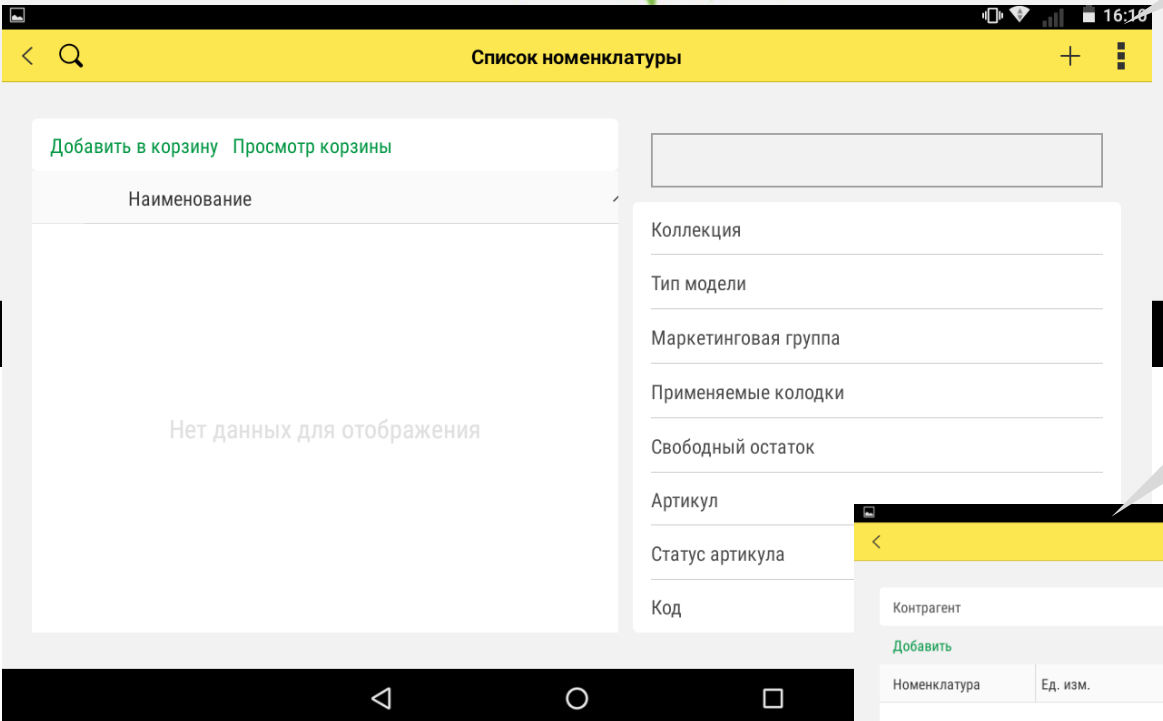 16:10
Список номенклатуры
Добавить в корзину Просмотр корзины
Наименование
Нет данных для отображения
Коллекция
Тип модели
Маркетинговая группа
Применяемые колодки
Свободный остаток
Артикул
Статус артикула
Код
Контрагент
Добавить
Номенклатура Ед. изм.